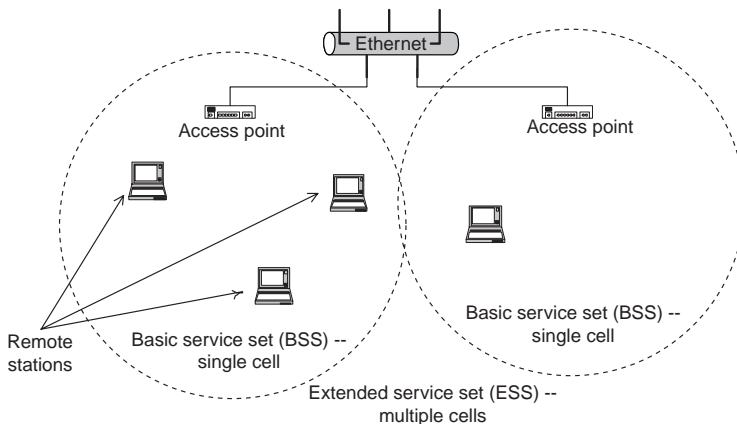 Ethernet
Access point
Access point
Remote
stations
Basic service set (BSS) --
single cell
Basic service set (BSS) --
single cell
Extended service set (ESS) --
multiple cells